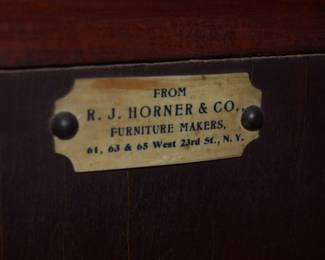 FROM
R. J. HORNER & CO.,
FURNITURE MAKERS,
61, 63 & 65 West 23rd St., N. Y.